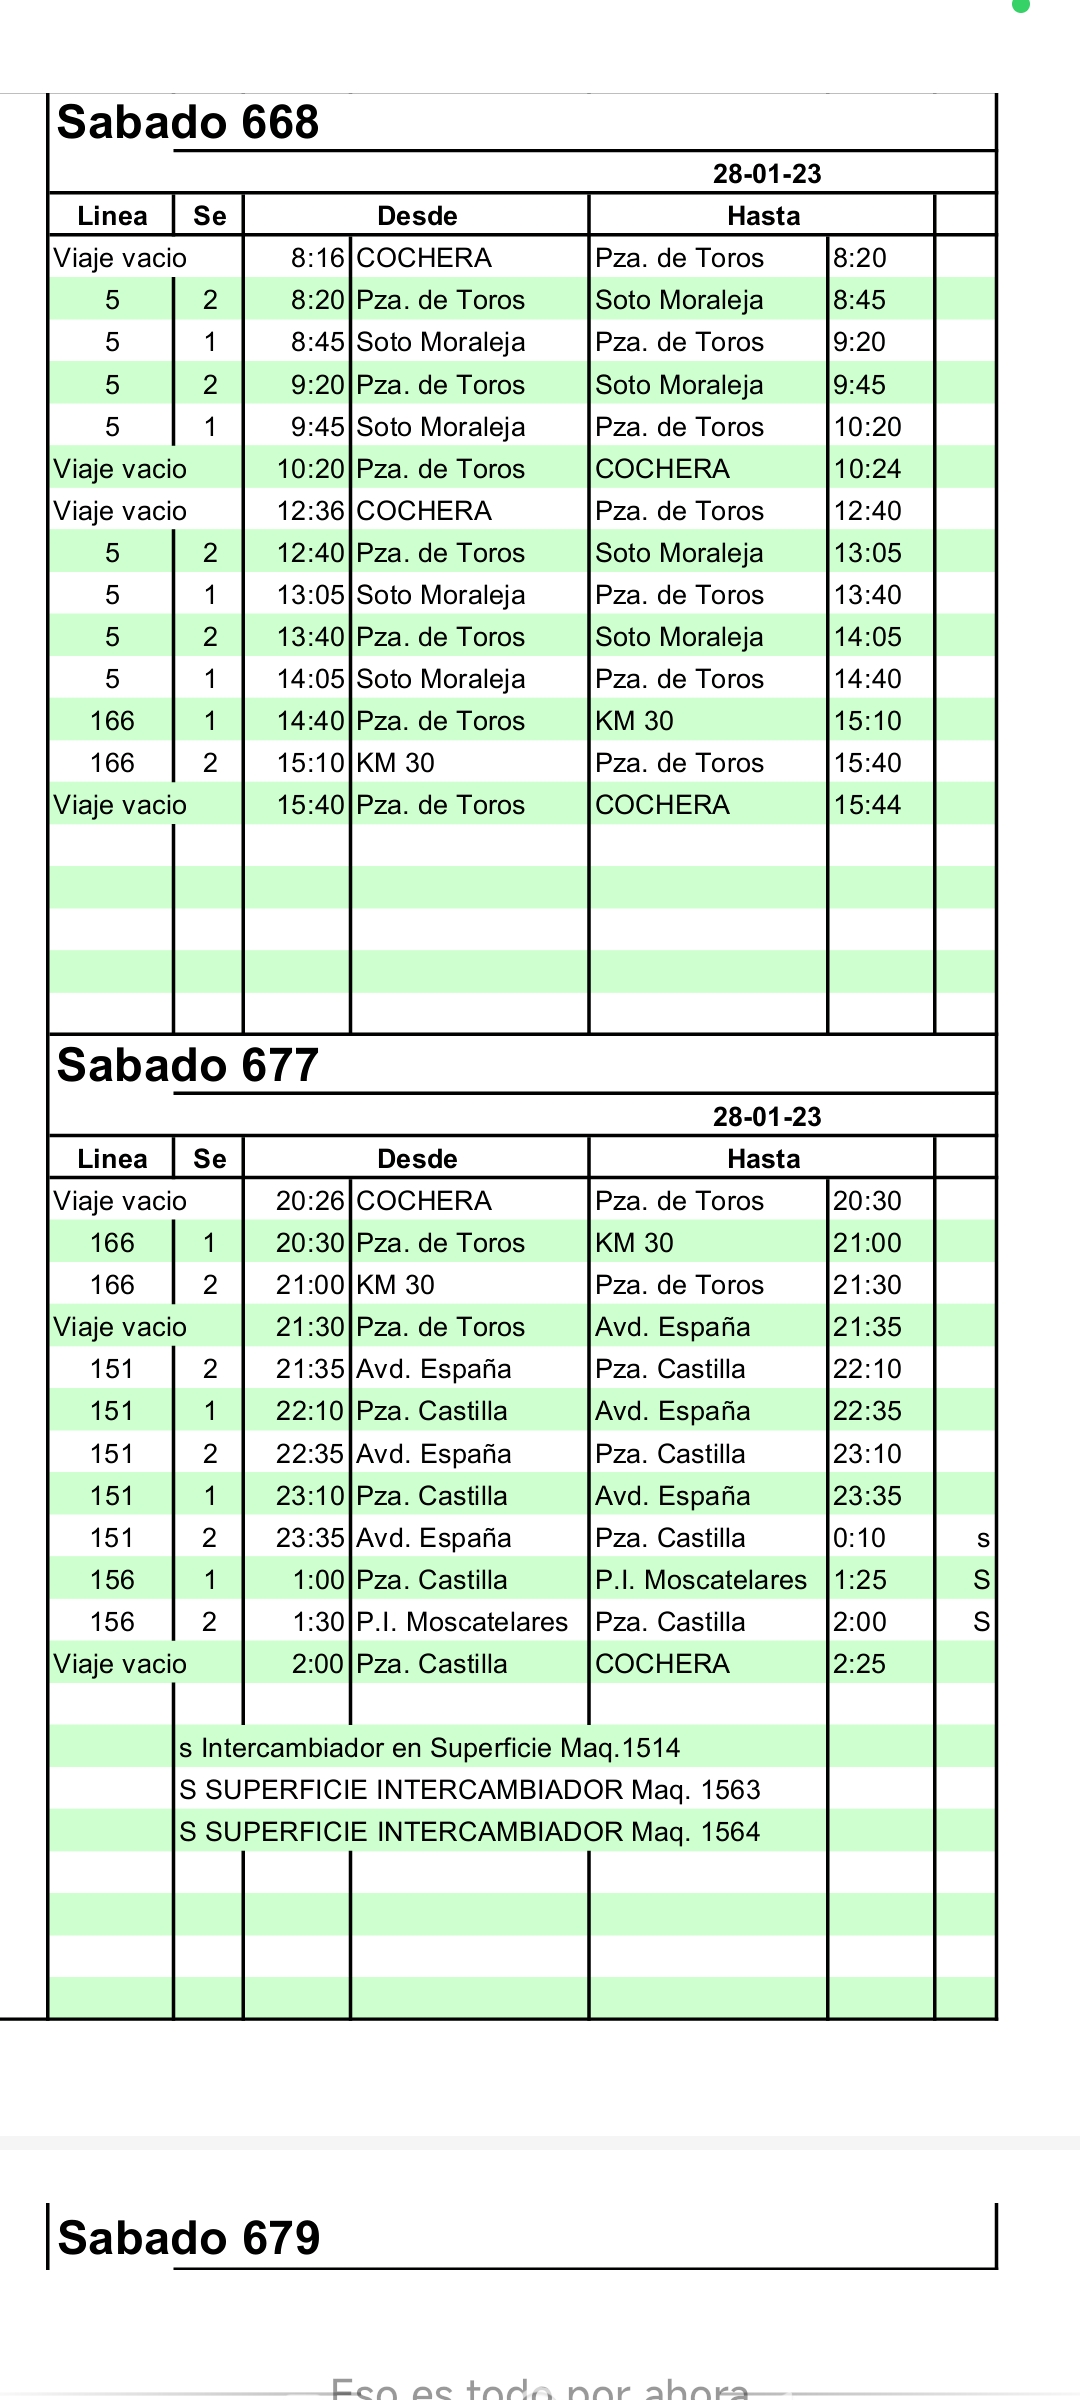 Sabado 668
28-01-23
Linea Se Desde Hasta
Viaje vacio 8:16 COCHERA Pza. de Toros 8:20
5 2 8:20 Pza. de Toros Soto Moraleja 8:45
5 1 8:45 Soto Moraleja Pza. de Toros 9:20
5 2 9:20 Pza. de Toros Soto Moraleja 9:45
5 1 9:45 Soto Moraleja Pza. de Toros 10:20
Viaje vacio 10:20 Pza. de Toros COCHERA 10:24
Viaje vacio 12:36 COCHERA Pza. de Toros 12:40
5 2 12:40 Pza. de Toros Soto Moraleja 13:05
5 1 13:05 Soto Moraleja Pza. de Toros 13:40
5 2 13:40 Pza. de Toros Soto Moraleja 14:05
5 1 14:05 Soto Moraleja Pza. de Toros 14:40
166 1 14:40 Pza. de Toros KM 30 15:10
166 2 15:10 KM 30 Pza. de Toros 15:40
Viaje vacio 15:40 Pza. de Toros COCHERA 15:44
Sabado 677
28-01-23
Linea Se Desde Hasta
Viaje vacio 20:26 COCHERA Pza. de Toros 20:30
166 1 20:30 Pza. de Toros KM 30 21:00
166 2 21:00 KM 30 Pza. de Toros 21:30
Viaje vacio 21:30 Pza. de Toros Avd. España 21:35
151 2 21:35 Avd. España Pza. Castilla 22:10
151 1 22:10 Pza. Castilla Avd. España 22:35
151 2 22:35 Avd. España Pza. Castilla 23:10
151 1 23:10 Pza. Castilla Avd. España 23:35
151 2 23:35 Avd. España Pza. Castilla 0:10 s
156 1 1:00 Pza. Castilla P.I. Moscatelares 1:25 S
156 2 1:30 P.I. Moscatelares Pza. Castilla 2:00 S
Viaje vacio 2:00 Pza. Castilla COCHERA 2:25
s Intercambiador en Superficie Maq.1514
S SUPERFICIE INTERCAMBIADOR Maq. 1563
S SUPERFICIE INTERCAMBIADOR Maq. 1564
Sabado 679
Eso es todo por ahora